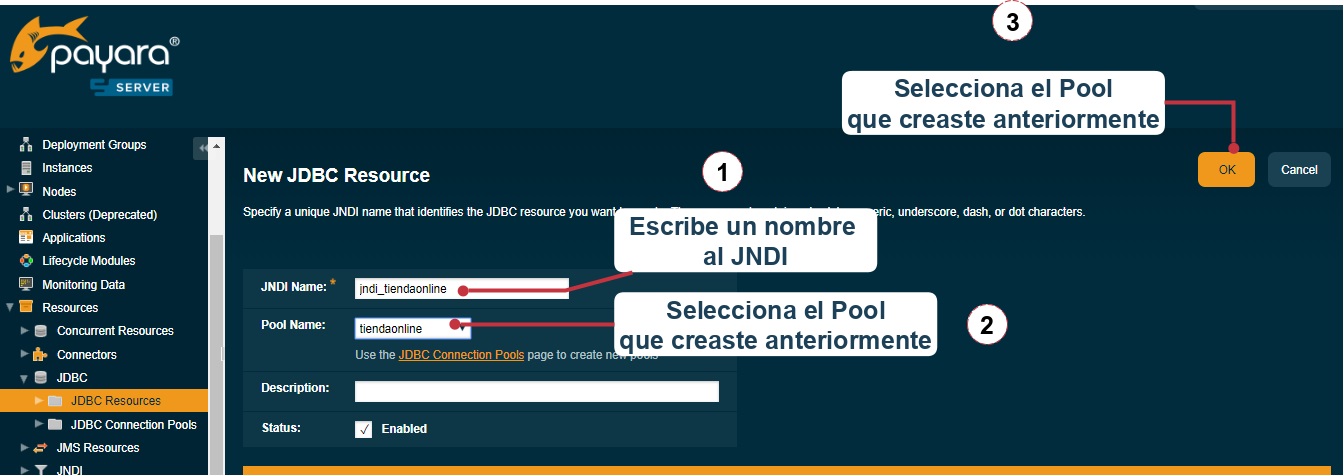 3
payara®
SERVER
Selecciona el Pool
que creaste anteriormente
Deployment Groups
Instances
Nodes
Clusters (Deprecated)
Applications
Lifecycle Modules
Monitoring Data
Resources
Concurrent Resources
Connectors
JDBC
JDBC Resources
JDBC Connection Pools
JMS Resources
JNDI
New JDBC Resource
1
OK
Cancel
Specify a unique JNDI name that identifies the JDBC resource you want underscore, dash, or dot characters.
Escribe un nombre
al JNDI
JNDI Name: *
jndi_tiendaonline
Pool Name:
tiendaonline
Selecciona el Pool
que creaste anteriormente
2
Use the JDBC Connection Pools page to create new pools
Description:
Status:
Enabled